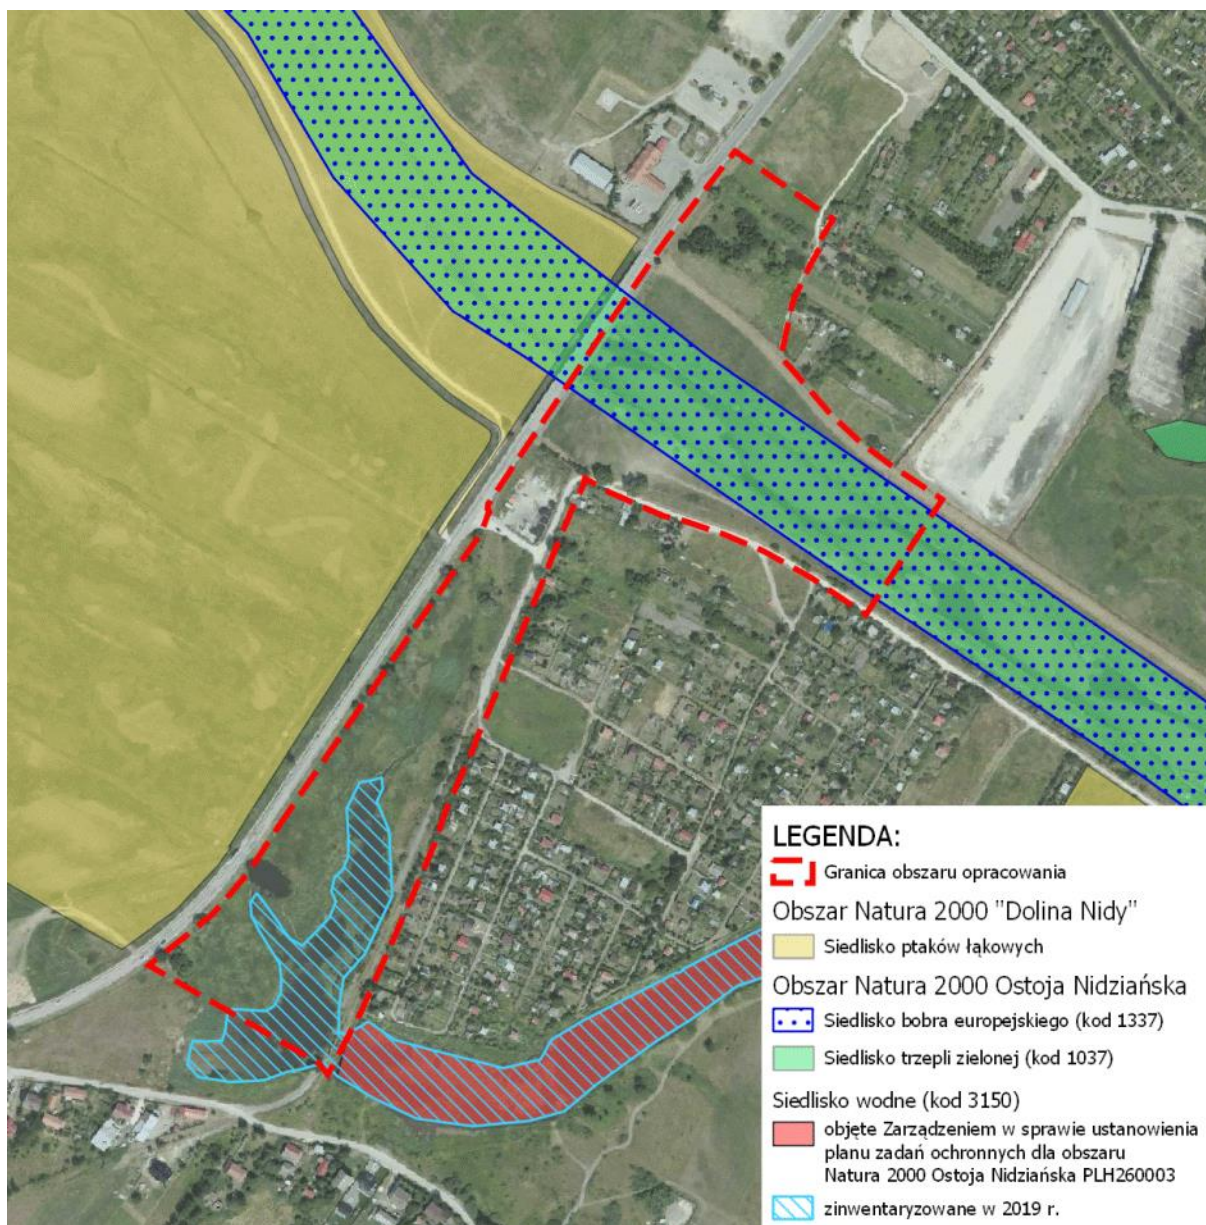 LEGENDA:
Granica obszaru opracowania
Obszar Natura 2000 "Dolina Nidy"
Siedlisko ptaków łąkowych
Obszar Natura 2000 Ostoja Nidziańska
Siedlisko bobra europejskiego (kod 1337)
Siedlisko trzepli zielonej (kod 1037)
Siedlisko wodne (kod 3150)
objęte Zarządzeniem w sprawie ustanowienia
planu zadań ochronnych dla obszaru
Natura 2000 Ostoja Nidziańska PLH260003
zinwentaryzowane w 2019 r.